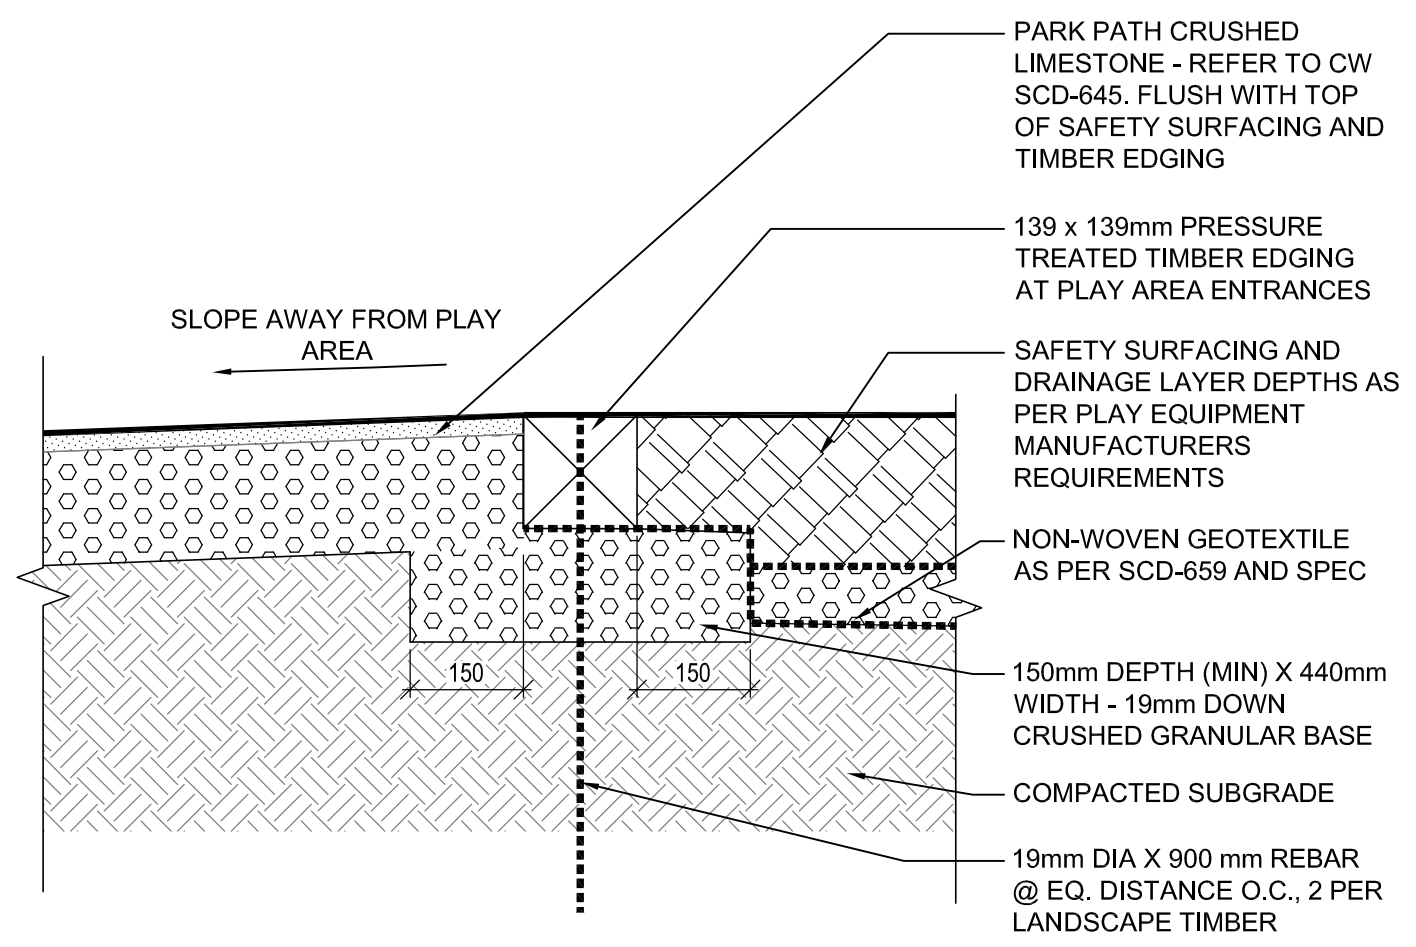 PARK PATH CRUSHED
LIMESTONE - REFER TO CW
SCD-645. FLUSH WITH TOP
OF SAFETY SURFACING AND
TIMBER EDGING
139 x 139mm PRESSURE
TREATED TIMBER EDGING
AT PLAY AREA ENTRANCES
SLOPE AWAY FROM PLAY
AREA
SAFETY SURFACING AND
DRAINAGE LAYER DEPTHS AS
PER PLAY EQUIPMENT
MANUFACTURERS
REQUIREMENTS
NON-WOVEN GEOTEXTILE
AS PER SCD-659 AND SPEC
150
150
150mm DEPTH (MIN) X 440mm
WIDTH - 19mm DOWN
CRUSHED GRANULAR BASE
COMPACTED SUBGRADE
19mm DIA X 900 mm REBAR
@ EQ. DISTANCE O.C., 2 PER
LANDSCAPE TIMBER